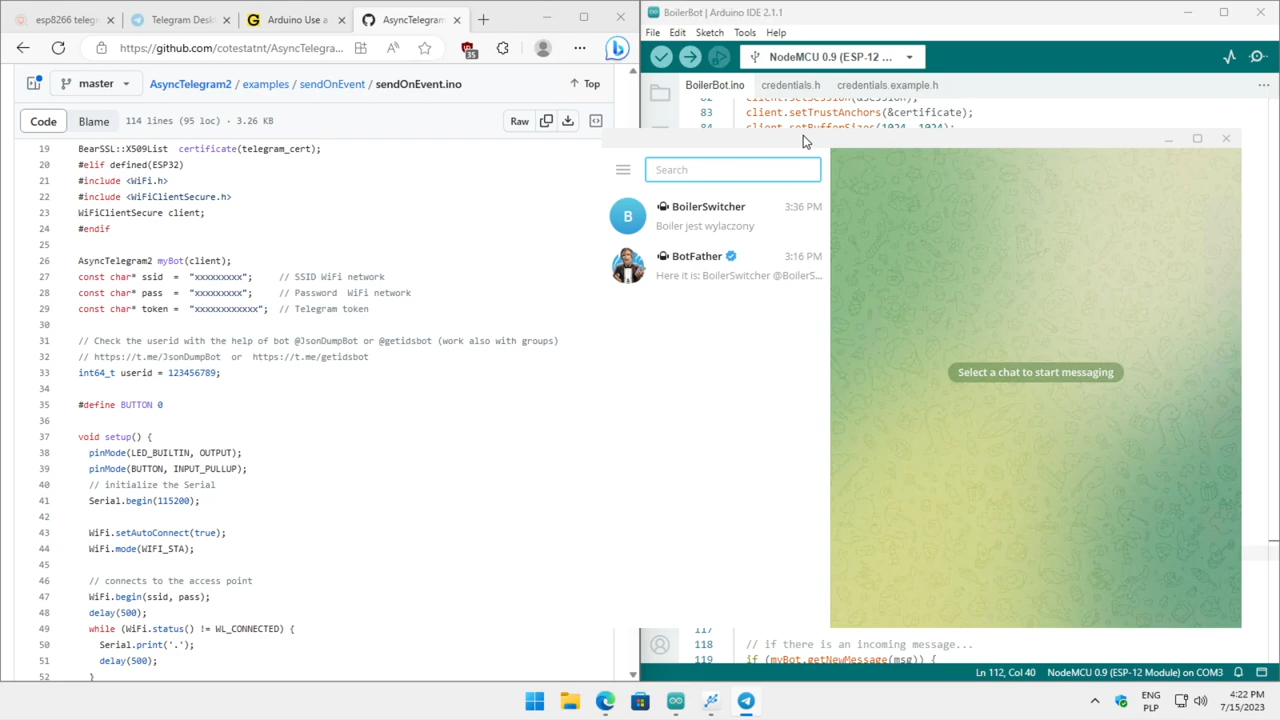 esp8266 telegr
Telegram Desk
Arduino Use a
AsyncTelegram
https://github.com/cotestatnt/AsyncTelegra...
35
master
AsyncTelegram2 / examples / sendOnEvent / sendOnEvent.ino
Top
Code
Blame
114 lines (95 loc) · 3.26 KB
Raw
19 BearSSL::X509List certificate(telegram_cert);
20 #elif defined(ESP32)
21 #include <WiFi.h>
22 #include <WiFiClientSecure.h>
23 WiFiClientSecure client;
24 #endif
25
26 AsyncTelegram2 myBot(client);
27 const char* ssid = "xxxxxxxxx"; // SSID WiFi network
28 const char* pass = "xxxxxxxxx"; // Password WiFi network
29 const char* token = "xxxxxxxxxxxx"; // Telegram token
30
31 // Check the userid with the help of bot @JsonDumpBot or @getidsbot (work also with groups)
32 // https://t.me/JsonDumpBot or https://t.me/getidsbot
33 int64_t userid = 123456789;
34
35 #define BUTTON 0
36
37 void setup() {
38 pinMode(LED_BUILTIN, OUTPUT);
39 pinMode(BUTTON, INPUT_PULLUP);
40 // initialize the Serial
41 Serial.begin(115200);
42
43 WiFi.setAutoConnect(true);
44 WiFi.mode(WIFI_STA);
45
46 // connects to the access point
47 WiFi.begin(ssid, pass);
48 delay(500);
49 while (WiFi.status() != WL_CONNECTED) {
50 Serial.print('.');
51 delay(500);
52 }
BoilerBot | Arduino IDE 2.1.1
File Edit Sketch Tools Help
NodeMCU 0.9 (ESP-12 ...
BoilerBot.ino
credentials.h
credentials.example.h
82 client.setSession(&session);
83 client.setTrustAnchors(&certificate);
84 client.setBufferSizes(1024, 1024);
Search
B
BoilerSwitcher
3:36 PM
Boiler jest wylaczony
BotFather
3:16 PM
Here it is: BoilerSwitcher @BoilerS...
Select a chat to start messaging
117
118 // if there is an incoming message...
119 if (myBot.getNewMessage(msg)) {
Ln 112, Col 40
NodeMCU 0.9 (ESP-12 Module) on COM3
ENG
PLP
4:22 PM
7/15/2023